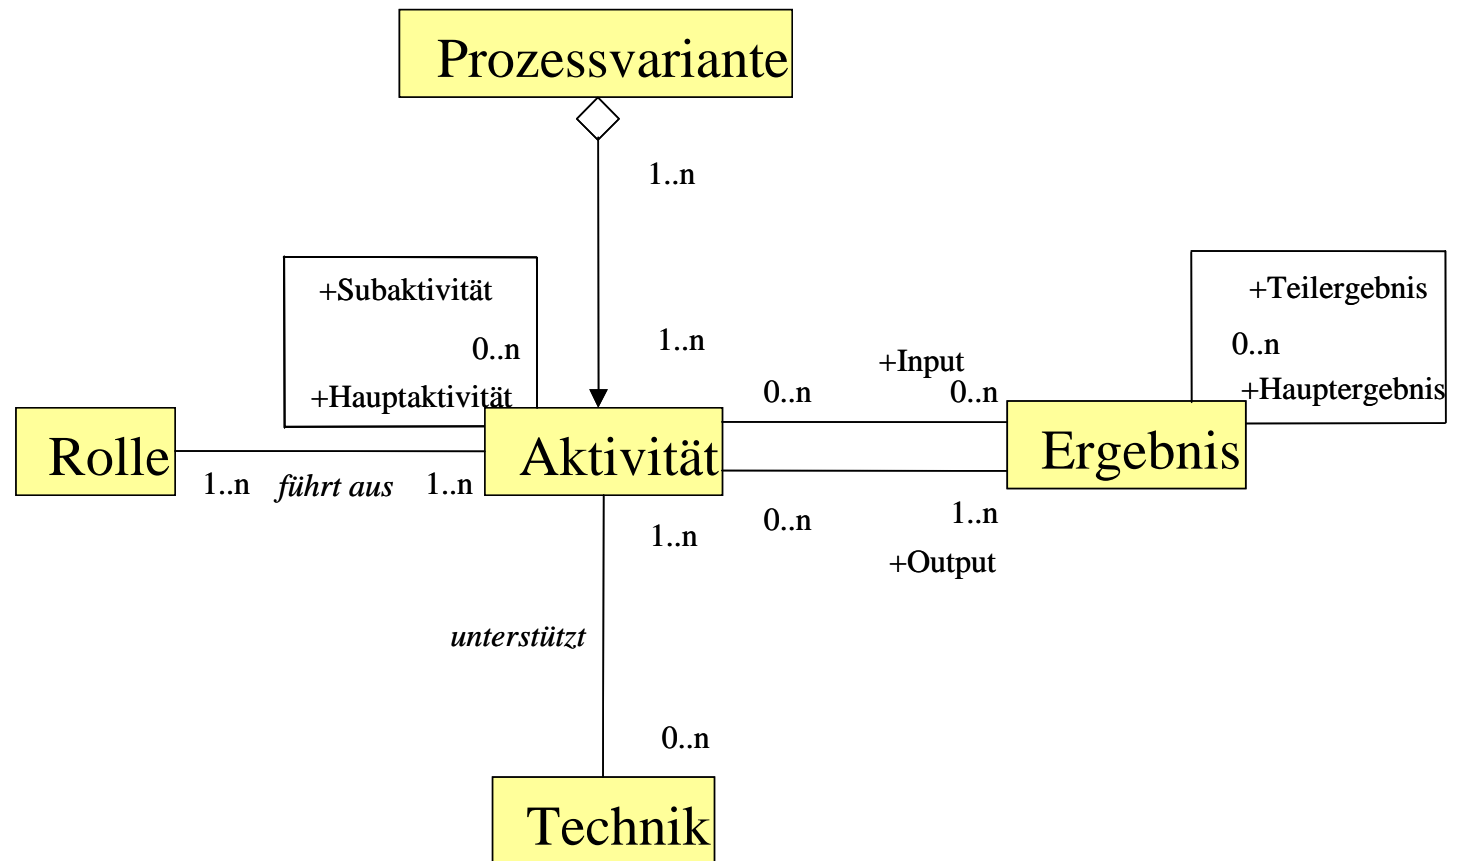 Prozessvariante
1..n
+Subaktivität
+Teilergebnis
0..n
1..n
0..n
+Input
+Hauptaktivität
0..n
0..n
+Hauptergebnis
Rolle
Aktivität
Ergebnis
1..n
führt aus
1..n
1..n
0..n
1..n
+Output
unterstützt
0..n
Technik